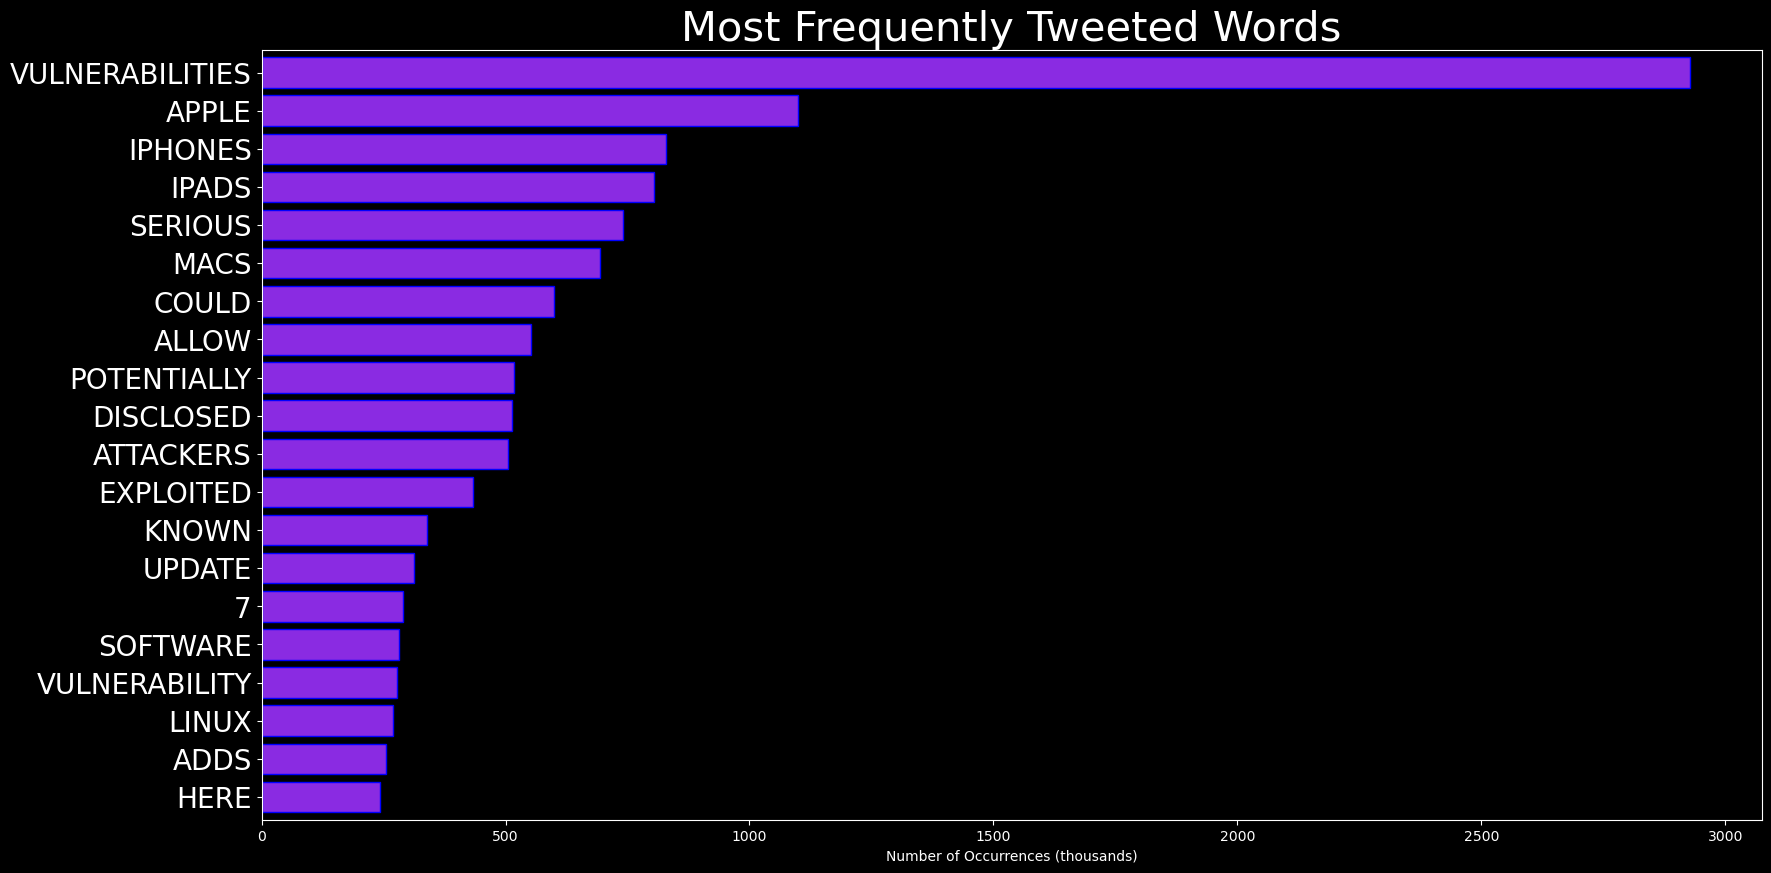 Most Frequently Tweeted Words
VULNERABILITIES
APPLE
IPHONES
IPADS
SERIOUS
MACS
COULD
ALLOW
POTENTIALLY
DISCLOSED
ATTACKERS
EXPLOITED
KNOWN
UPDATE
7
SOFTWARE
VULNERABILITY
LINUX
ADDS
HERE
0 500 1000 1500 2000 2500 3000
Number of Occurrences (thousands)